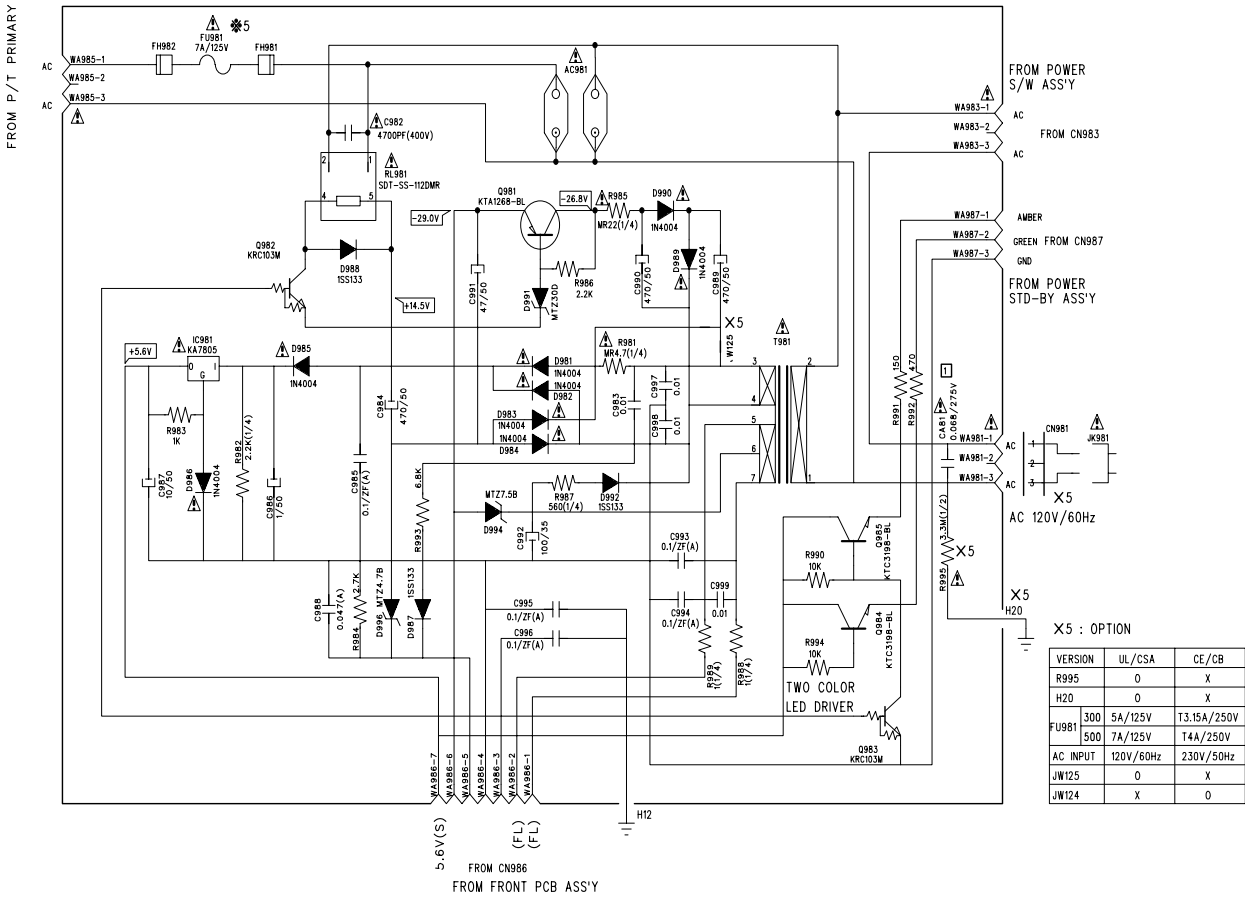 FROM P/T PRIMARY
AC
WA985-1
WA985-2
AC
WA985-3
FH982
FU981
7A/125V
※5
FH981
AC981
C982
4700PF(400V)
2
1
RL981
SDT-SS-112DMR
4
5
FROM POWER
S/W ASS'Y
WA983-1
AC
WA983-2
FROM CN983
WA983-3
AC
WA987-1
AMBER
WA987-2
GREEN FROM CN987
WA987-3
GND
FROM POWER
STD-BY ASS'Y
Q981
KTA1268-BL
-29.0V
-26.8V
R985
MR22(1/4)
D990
1N4004
Q982
KRC103M
D988
1SS133
C991
47/50
D991
MTZ30D
R986
2.2K
C990
470/50
D989
1N4004
C989
470/50
+14.5V
X5
W125
T981
+5.6V
IC981
KA7805
O
I
G
D985
1N4004
D981
1N4004
1N4004
D982
D983
1N4004
1N4004
D984
R981
MR4.7(1/4)
C983
0.01
C997
0.01
C998
0.01
3
4
5
6
7
2
1
C984
470/50
R983
1K
R982
2.2K(1/4)
C987
10/50
D986
1N4004
C986
1/50
C985
0.1/ZF(A)
6.8K
R993
MTZ7.5B
D994
R987
560(1/4)
D992
1SS133
C992
100/35
C993
0.1/ZF(A)
C994
0.1/ZF(A)
C999
0.01
R991
150
R992
470
1
CA81
0.068/275V
WA981-1
AC
WA981-2
WA981-3
AC
CN981
1
2
3
JK981
X5
AC 120V/60Hz
3.3M(1/2)
R995
X5
X5
H20
Q985
KTC3198-BL
R990
10K
Q984
KTC3198-BL
R994
10K
TWO COLOR
LED DRIVER
Q983
KRC103M
C988
0.047(A)
2.7K
R984
D996 MTZ4.7B
D987
1SS133
C995
0.1/ZF(A)
C996
0.1/ZF(A)
R989
1(1/4)
R988
1(1/4)
WA986-7
WA986-6
WA986-5
WA986-4
WA986-3
WA986-2
WA986-1
H12
5.6V(S)
(FL)
(FL)
FROM CN986
FROM FRONT PCB ASS'Y
X5 : OPTION
VERSION UL/CSA CE/CB
R995 O X
H20 O X
FU981 300 5A/125V T3.15A/250V
500 7A/125V T4A/250V
AC INPUT 120V/60Hz 230V/50Hz
JW125 O X
JW124 X O